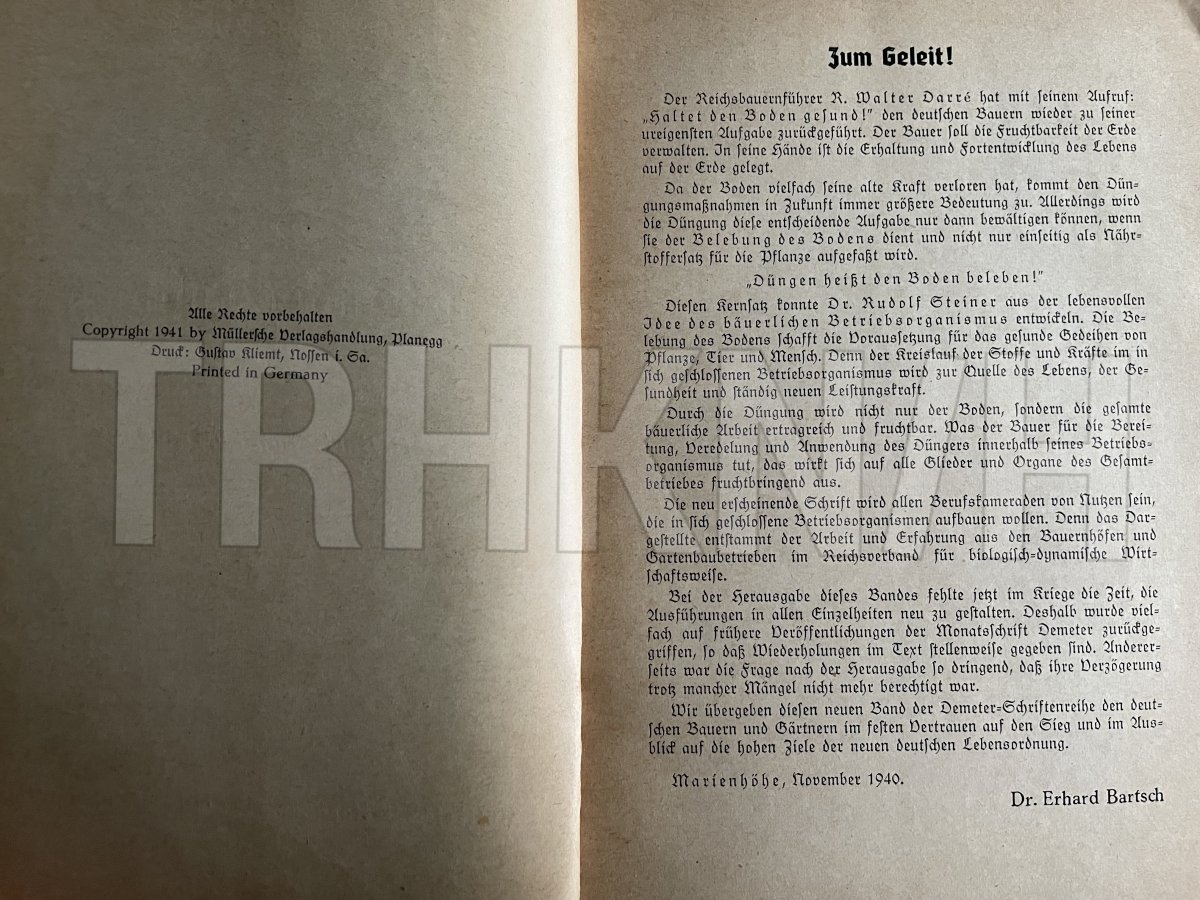 Alle Rechte vorbehalten
Copyright 1941 by Müllersche Verlagshandlung, Planegg
Druck: Gustav Kliemt, Nossen i. Sa.
Printed in Germany
Zum Geleit!
Der Reichsbauernführer R. Walter Darré hat mit seinem Aufruf:
„Haltet den Boden gesund!" den deutschen Bauern wieder zu seiner
ureigensten Aufgabe zurückgeführt. Der Bauer soll die Fruchtbarkeit der Erde
verwalten. In seine Hände ist die Erhaltung und Fortentwicklung des Lebens
auf der Erde gelegt.
Da der Boden vielfach seine alte Kraft verloren hat, kommt den Dün-
gungsmaßnahmen in Zukunft immer größere Bedeutung zu. Allerdings wird
die Düngung diese entscheidende Aufgabe nur dann bewältigen können, wenn
sie der Belebung des Bodens dient und nicht nur einseitig als Nähr-
stoffersatz für die Pflanze aufgefaßt wird.
„Düngen heißt den Boden beleben!"
Diesen Kernsatz konnte Dr. Rudolf Steiner aus der lebensvollen
Idee des bäuerlichen Betriebsorganismus entwickeln. Die Be-
lebung des Bodens schafft die Voraussetzung für das gesunde Gedeihen von
Pflanze, Tier und Mensch. Denn der Kreislauf der Stoffe und Kräfte im in
sich geschlossenen Betriebsorganismus wird zur Quelle des Lebens, der Ge-
sundheit und ständig neuen Leistungskraft.
Durch die Düngung wird nicht nur der Boden, sondern die gesamte
bäuerliche Arbeit ertragreich und fruchtbar. Was der Bauer für die Berei-
tung, Veredelung und Anwendung des Düngers innerhalb seines Betriebs-
organismus tut, das wirkt sich auf alle Glieder und Organe des Gesamt-
betriebes fruchtbringend aus.
Die neu erscheinende Schrift wird allen Berufskameraden von Nutzen sein,
die in sich geschlossene Betriebsorganismen aufbauen wollen. Denn das Dar-
gestellte entstammt der Arbeit und Erfahrung aus den Bauernhöfen und
Gartenbaubetrieben im Reichsverband für biologisch-dynamische Wirt-
schaftsweise.
Bei der Herausgabe dieses Bandes fehlte jetzt im Kriege die Zeit, die
Ausführungen in allen Einzelheiten neu zu gestalten. Deshalb wurde viel-
fach auf frühere Veröffentlichungen der Monatsschrift Demeter zurückge-
griffen, so daß Wiederholungen im Text stellenweise gegeben sind. Anderer-
seits war die Frage nach der Herausgabe so dringend, daß ihre Verzögerung
trotz mancher Mängel nicht mehr berechtigt war.
Wir übergeben diesen neuen Band der Demeter-Schriftenreihe den deut-
schen Bauern und Gärtnern im festen Vertrauen auf den Sieg und im Aus-
blick auf die hohen Ziele der neuen deutschen Lebensordnung.
Marienhöhe, November 1940.
Dr. Erhard Bartsch